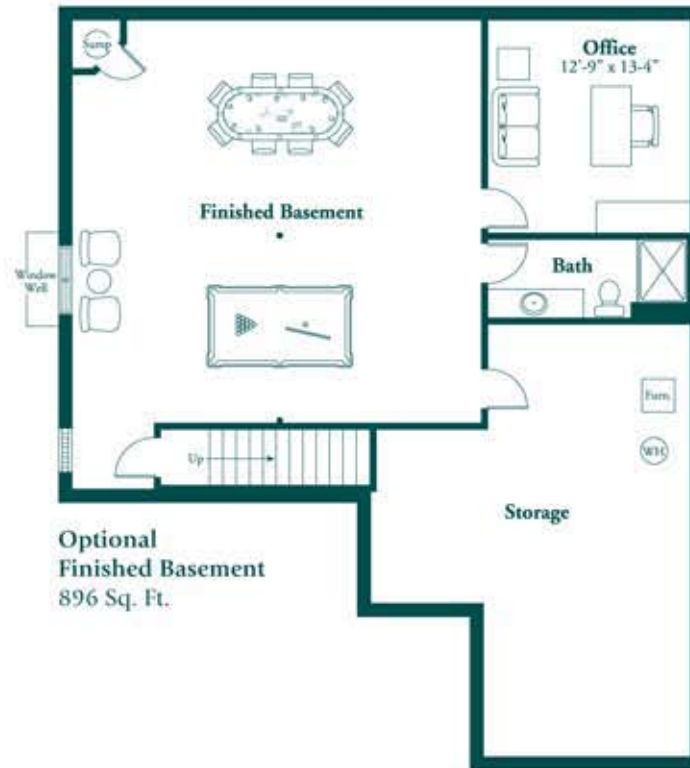 Sump
Office
12'-9" x 13-4"
Finished Basement
Bath
Window
Well
Furn.
WH
Up
Storage
Optional
Finished Basement
896 Sq. Ft.